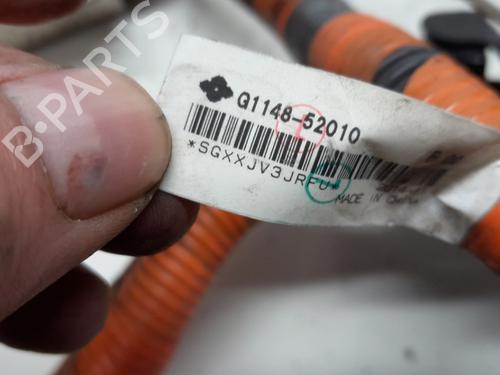 B-PARTS
G1148-52010
*SGXXJV3JRFU*
MADE IN CHINA